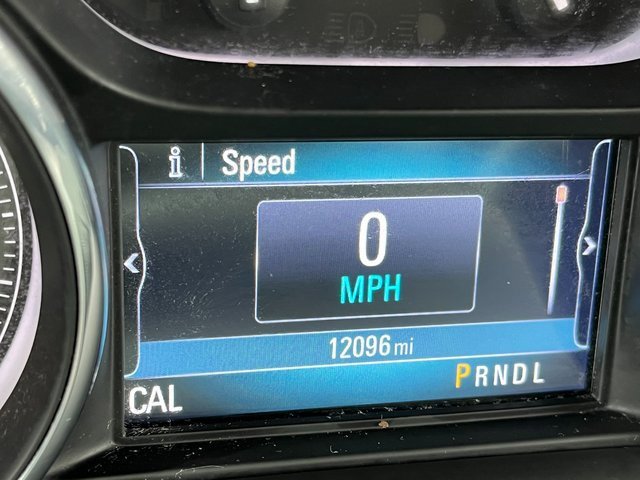 i Speed
0
MPH
12096 mi
PRNDL
CAL